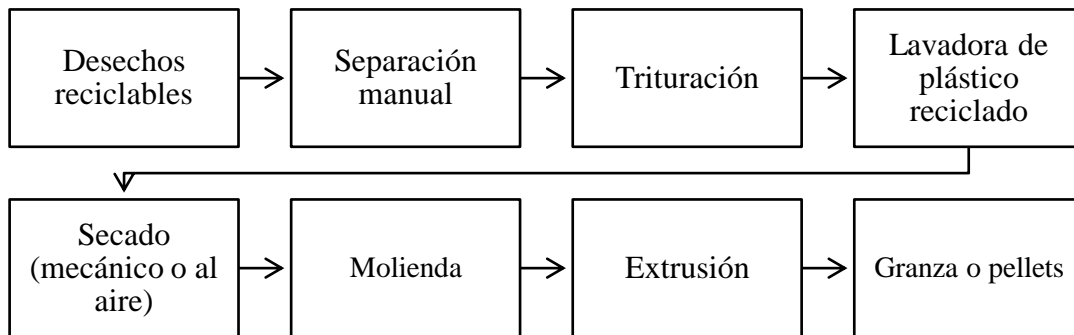 Desechos
reciclables
Separación
manual
Trituración
Lavadora de
plástico
reciclado
Secado
(mecánico o al
aire)
Molienda
Extrusión
Granza o pellets